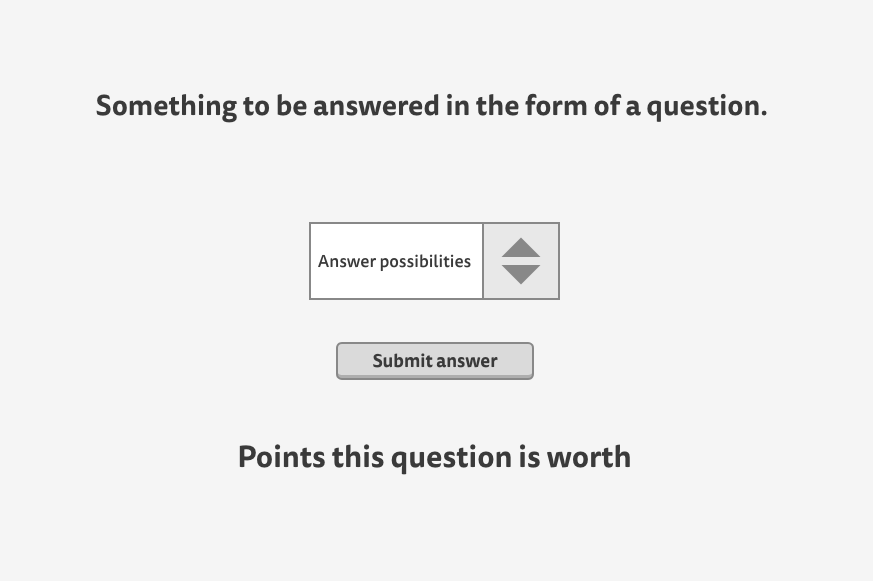 Something to be answered in the form of a question.
Answer possibilities
Submit answer
Points this question is worth